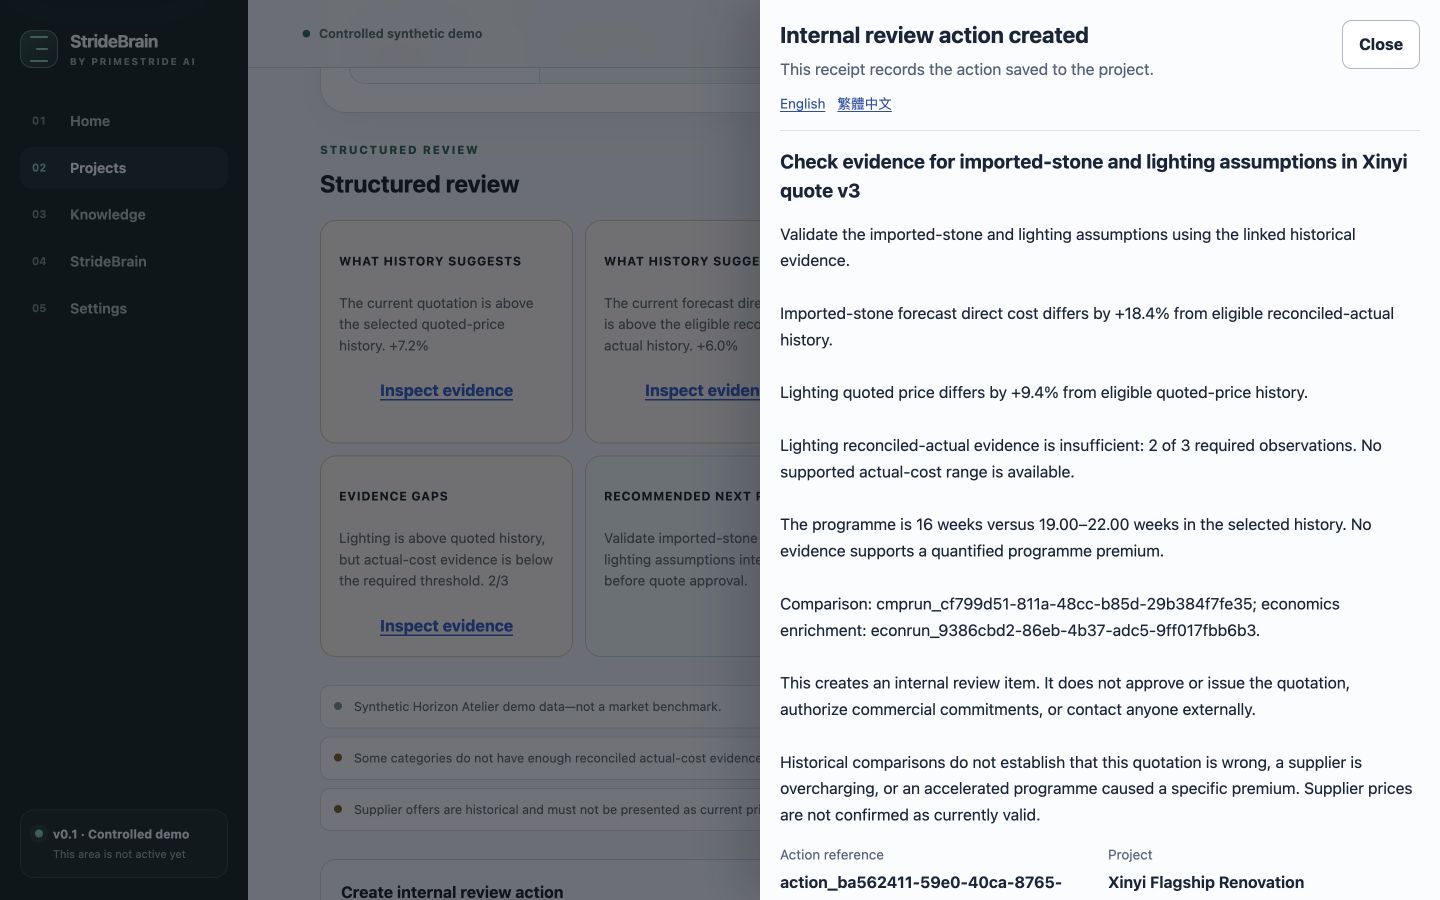 StrideBrain
BY PRIMESTRIDE AI
01 Home
02 Projects
03 Knowledge
04 StrideBrain
05 Settings
v0.1 · Controlled demo
This area is not active yet
Controlled synthetic demo
STRUCTURED REVIEW
Structured review
WHAT HISTORY SUGGESTS
The current quotation is above
the selected quoted-price
history. +7.2%
Inspect evidence
WHAT HISTORY SUGGE
The current forecast dire
is above the eligible reco
actual history. +6.0%
Inspect eviden
EVIDENCE GAPS
Lighting is above quoted history,
but actual-cost evidence is below
the required threshold. 2/3
Inspect evidence
RECOMMENDED NEXT
Validate imported-stone
lighting assumptions inte
before quote approval.
Synthetic Horizon Atelier demo data—not a market benchmark.
Some categories do not have enough reconciled actual-cost evidence
Supplier offers are historical and must not be presented as current pri
Create internal review action
Internal review action created
Close
This receipt records the action saved to the project.
English 繁體中文
Check evidence for imported-stone and lighting assumptions in Xinyi
quote v3
Validate the imported-stone and lighting assumptions using the linked historical
evidence.
Imported-stone forecast direct cost differs by +18.4% from eligible reconciled-actual
history.
Lighting quoted price differs by +9.4% from eligible quoted-price history.
Lighting reconciled-actual evidence is insufficient: 2 of 3 required observations. No
supported actual-cost range is available.
The programme is 16 weeks versus 19.00–22.00 weeks in the selected history. No
evidence supports a quantified programme premium.
Comparison: cmprun_cf799d51-811a-48cc-b85d-29b384f7fe35; economics
enrichment: econrun_9386cbd2-86eb-4b37-adc5-9ff017fbb6b3.
This creates an internal review item. It does not approve or issue the quotation,
authorize commercial commitments, or contact anyone externally.
Historical comparisons do not establish that this quotation is wrong, a supplier is
overcharging, or an accelerated programme caused a specific premium. Supplier prices
are not confirmed as currently valid.
Action reference
action_ba562411-59e0-40ca-8765-
Project
Xinyi Flagship Renovation